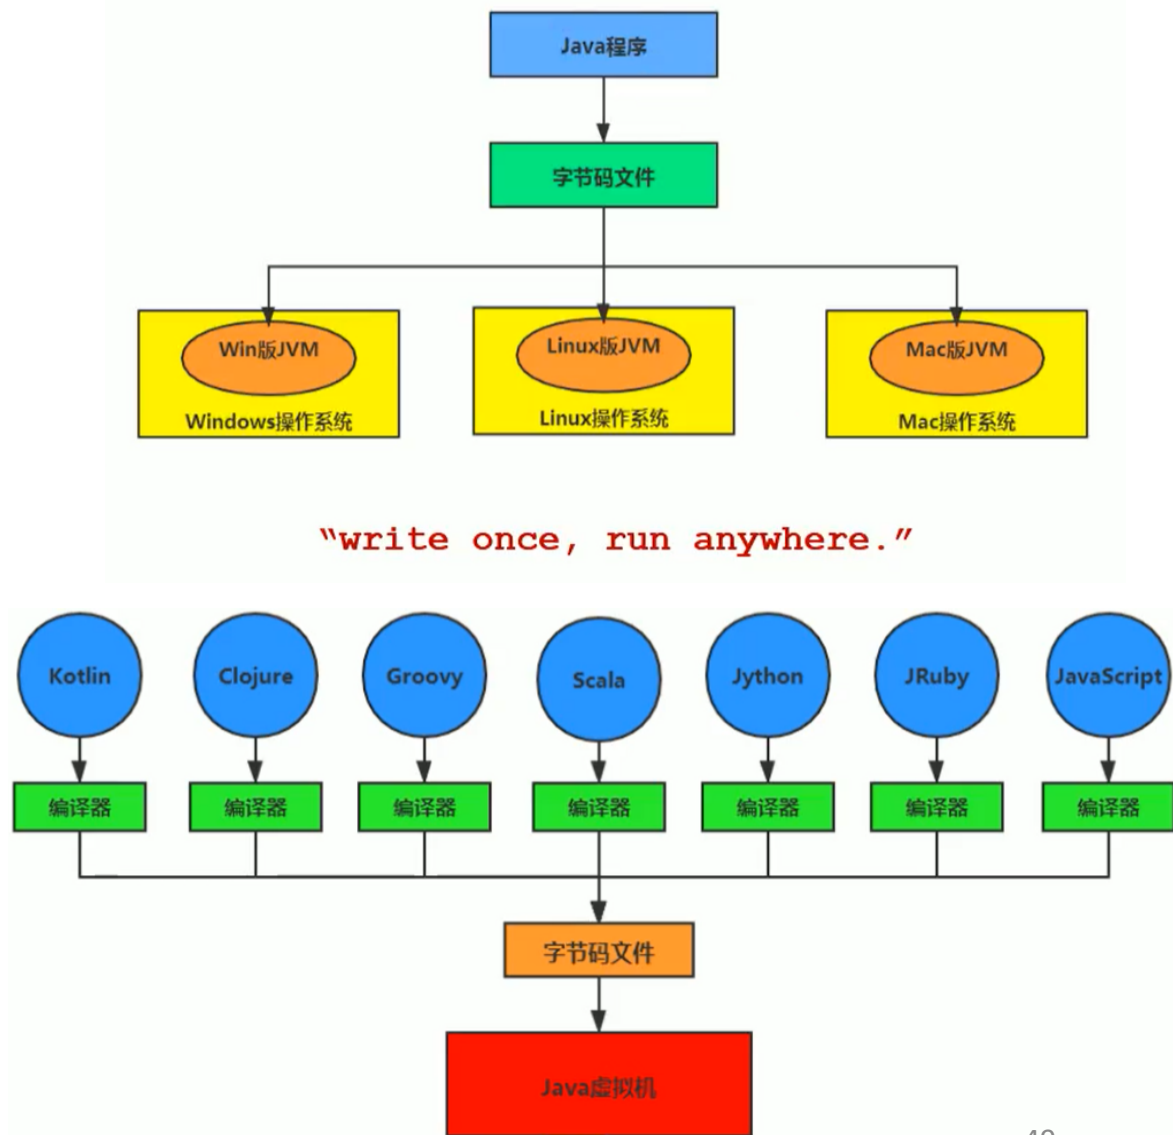 Java程序
字节码文件
Win版JVM
Linux版JVM
Mac版JVM
Windows操作系统
Linux操作系统
Mac操作系统
“write once, run anywhere.”
Kotlin
Clojure
Groovy
Scala
Jython
JRuby
JavaScript
编译器
编译器
编译器
编译器
编译器
编译器
编译器
字节码文件
Java虚拟机